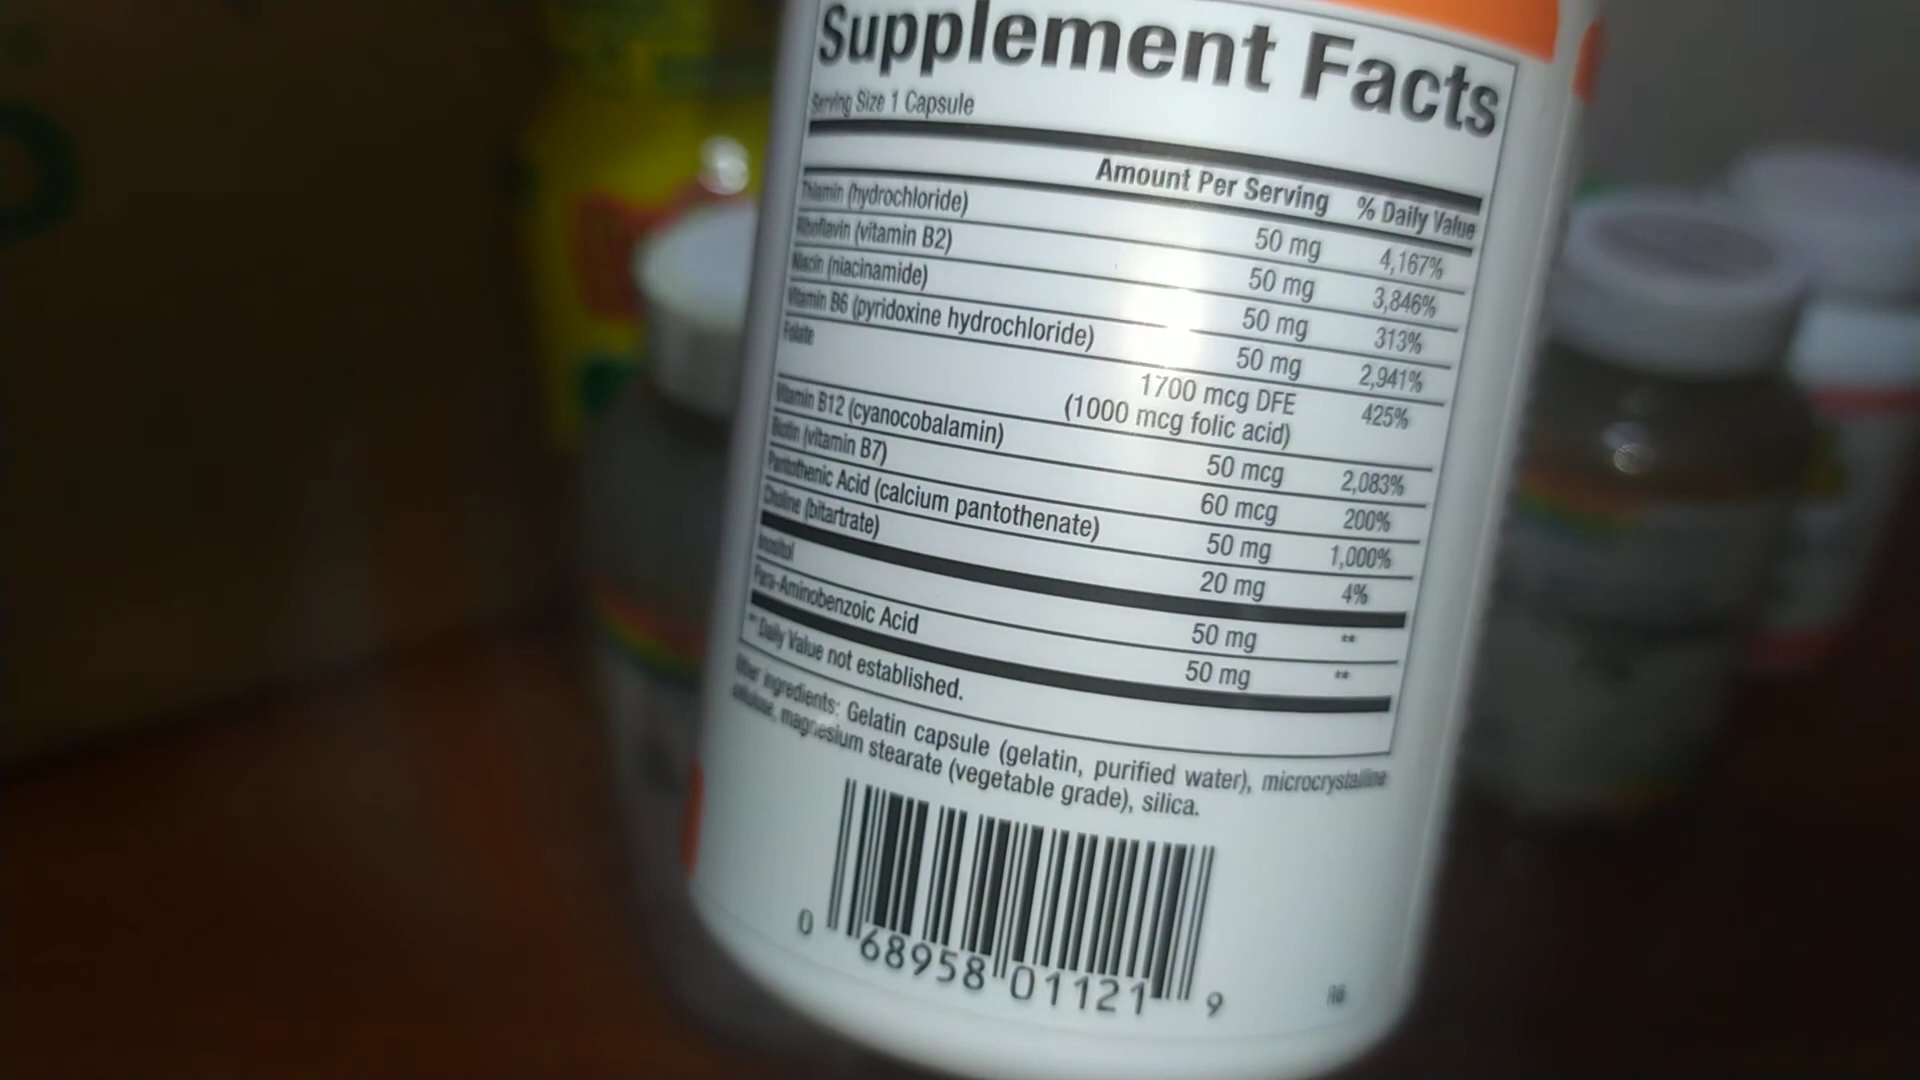 Supplement Facts
Serving Size 1 Capsule
Amount Per Serving % Daily Value
Thiamin (hydrochloride) 50 mg 4,167%
Riboflavin (vitamin B2) 50 mg 3,846%
Niacin (niacinamide) 50 mg 313%
Vitamin B6 (pyridoxine hydrochloride) 50 mg 2,941%
Folate 1700 mcg DFE 425%
(1000 mcg folic acid)
Vitamin B12 (cyanocobalamin) 50 mcg 2,083%
Biotin (vitamin B7) 60 mcg 200%
Pantothenic Acid (calcium pantothenate) 50 mg 1,000%
Choline (bitartrate) 20 mg 4%
Inositol 50 mg **
Para-Aminobenzoic Acid 50 mg **
** Daily Value not established.
Other ingredients: Gelatin capsule (gelatin, purified water), microcrystalline
cellulose, magnesium stearate (vegetable grade), silica.
0 68958 01121 9